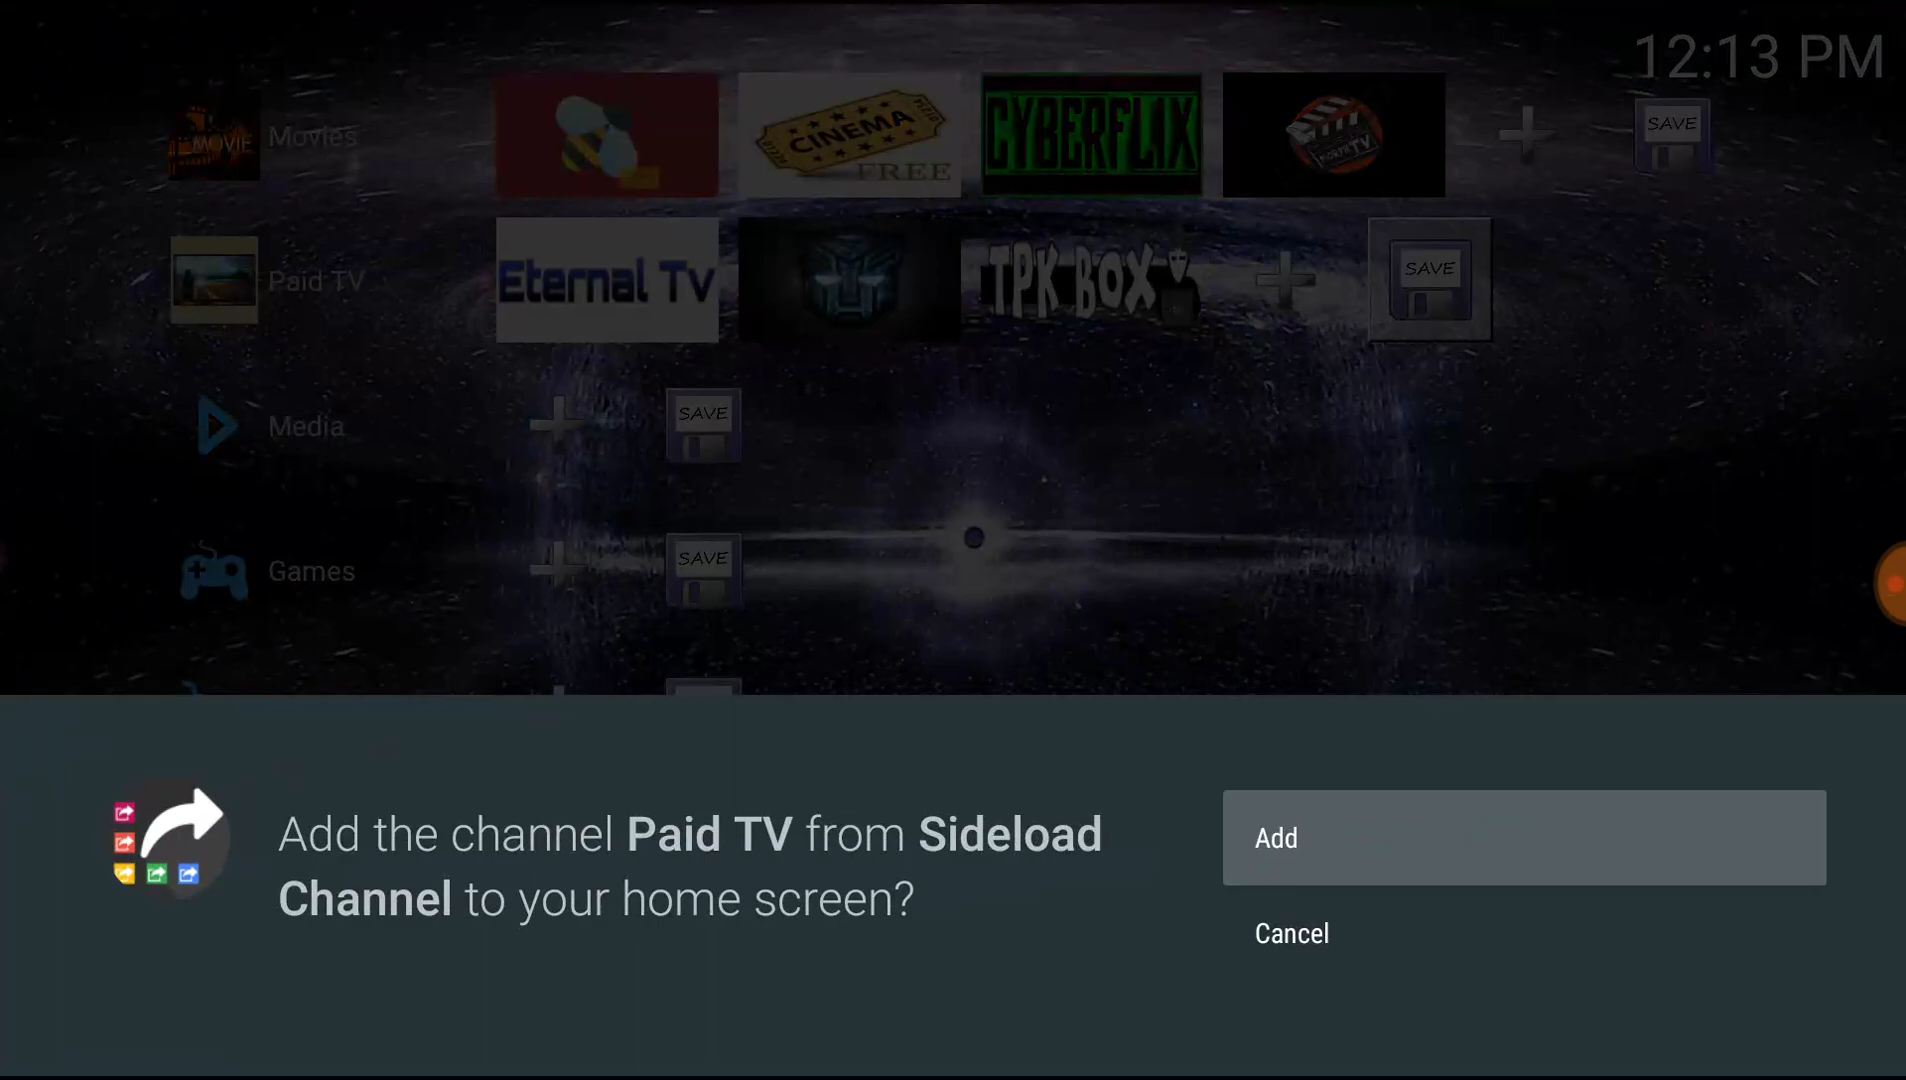 12:13 PM
MOVIE
Movies
CINEMA
FREE
CYBERFLIX
SAVE
Paid TV
Eternal Tv
TPK BOX
SAVE
Media
SAVE
Games
SAVE
Add the channel Paid TV from Sideload
Channel to your home screen?
Add
Cancel